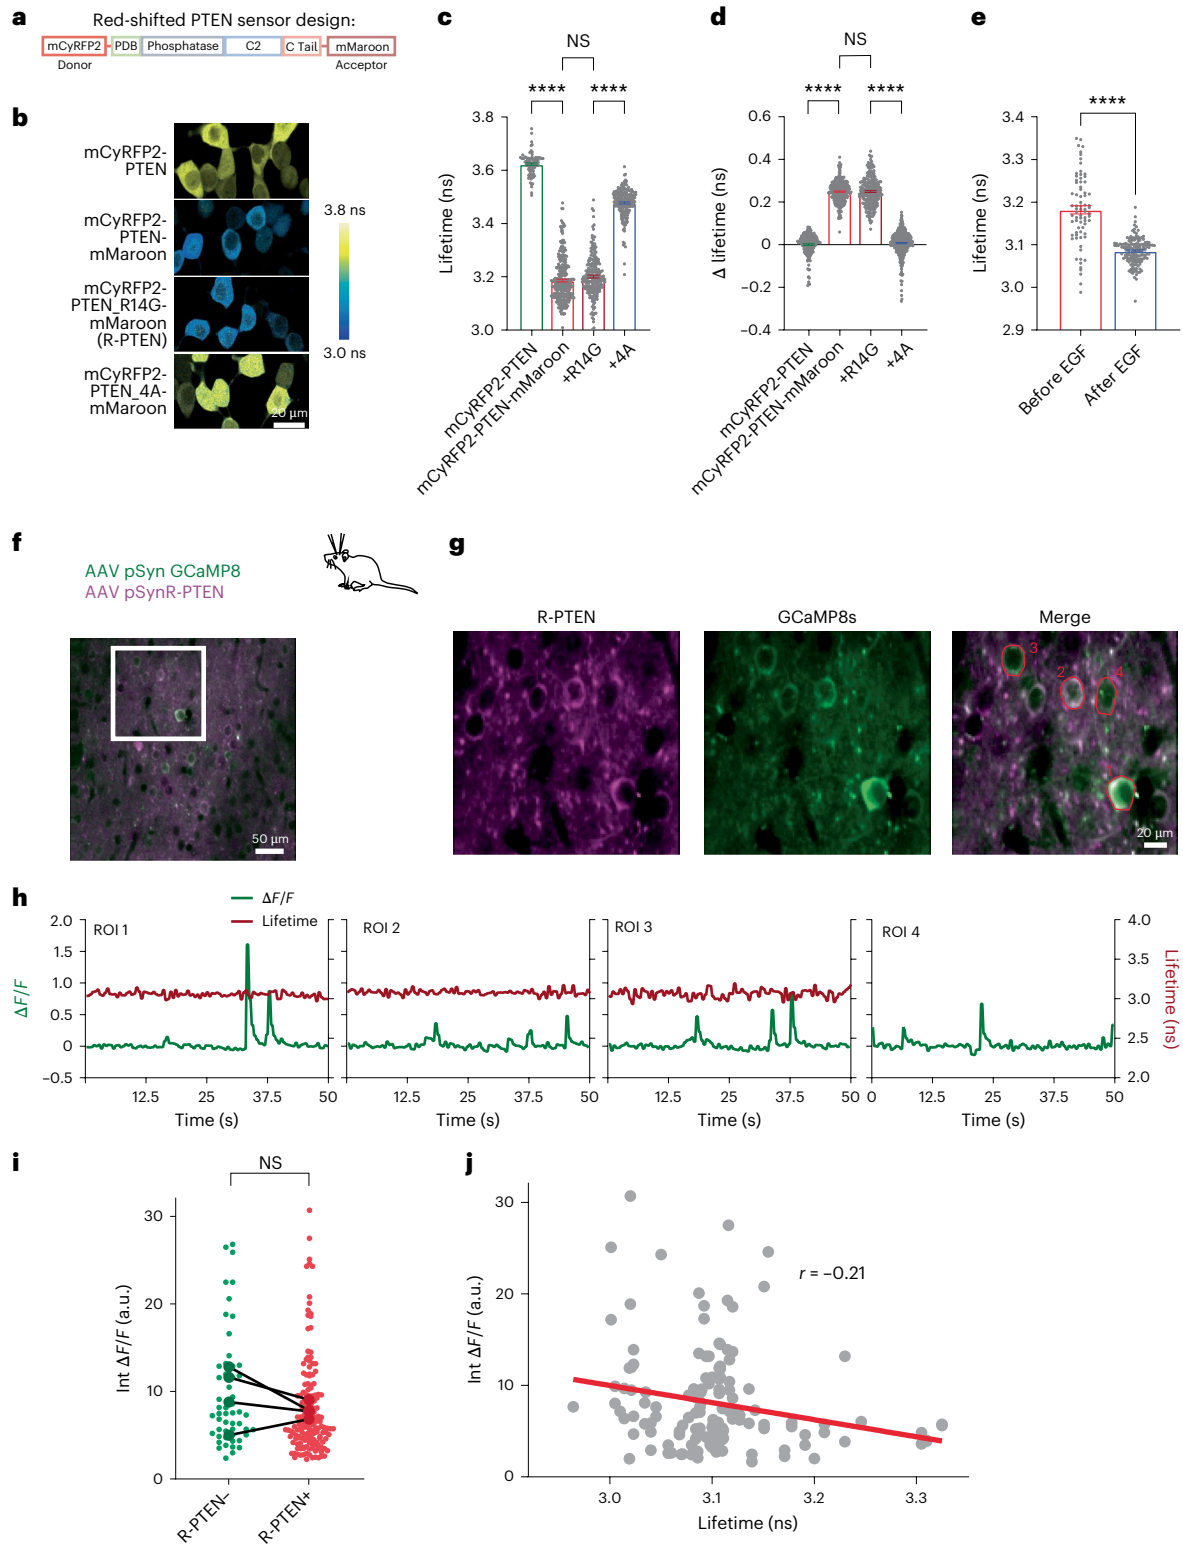 a
Red-shifted PTEN sensor design:
mCyRFP2 PDB Phosphatase C2 C Tail mMaroon
Donor Acceptor
b
mCyRFP2-
PTEN
mCyRFP2-
PTEN-
mMaroon
mCyRFP2-
PTEN_R14G-
mMaroon
(R-PTEN)
mCyRFP2-
PTEN_4A-
mMaroon
20 µm
3.8 ns
3.0 ns
c
NS
**** ****
Lifetime (ns)
3.8
3.6
3.4
3.2
3.0
mCyRFP2-PTEN
mCyRFP2-PTEN-mMaroon
+R14G
+4A
d
NS
**** ****
Δ lifetime (ns)
0.6
0.4
0.2
0
−0.2
−0.4
mCyRFP2-PTEN
mCyRFP2-PTEN-mMaroon
+R14G
+4A
e
****
Lifetime (ns)
3.4
3.3
3.2
3.1
3.0
2.9
Before EGF
After EGF
f
AAV pSyn GCaMP8
AAV pSynR-PTEN
50 µm
g
R-PTEN GCaMP8s Merge
3
2
4
20 µm
h
ΔF/F
Lifetime
ROI 1 ROI 2 ROI 3 ROI 4
ΔF/F
2.0
1.5
1.0
0.5
0
−0.5
12.5 25 37.5 50
Time (s)
12.5 25 37.5 50
Time (s)
12.5 25 37.5 50
Time (s)
0 12.5 25 37.5 50
Time (s)
4.0
3.5
3.0
2.5
2.0
Lifetime (ns)
i
NS
Int ΔF/F (a.u.)
30
20
10
0
R-PTEN−
R-PTEN+
j
Int ΔF/F (a.u.)
30
20
10
0
r = −0.21
3.0 3.1 3.2 3.3
Lifetime (ns)